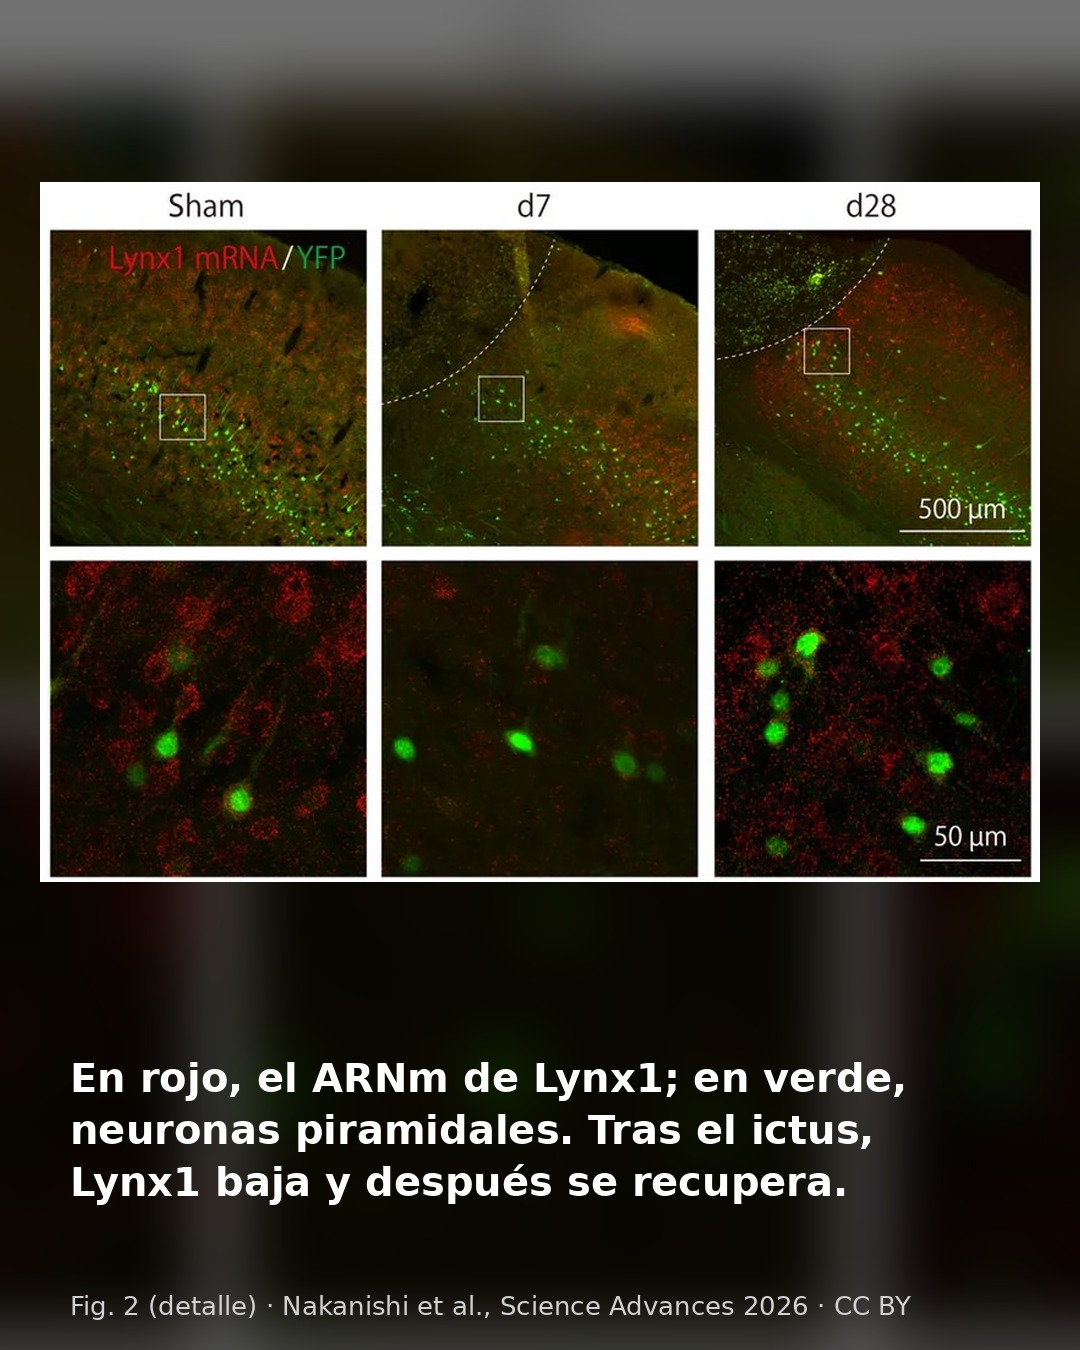 Sham d7 d28
Lynx1 mRNA/YFP
500 µm
50 µm
En rojo, el ARNm de Lynx1; en verde,
neuronas piramidales. Tras el ictus,
Lynx1 baja y después se recupera.
Fig. 2 (detalle) · Nakanishi et al., Science Advances 2026 · CC BY